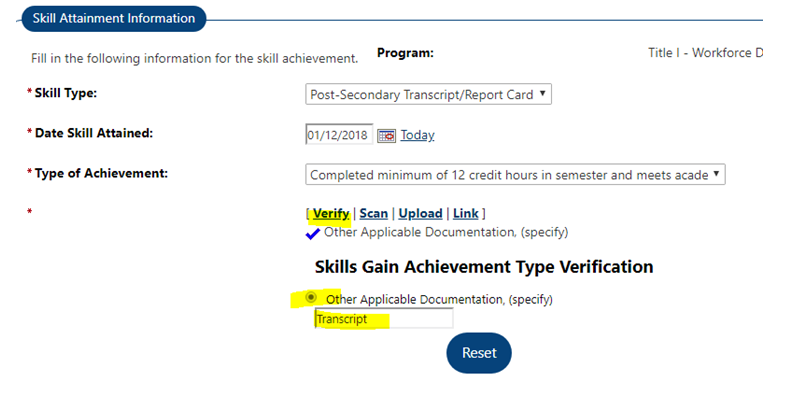 Skill Attainment Information
Fill in the following information for the skill achievement. Program: Title I - Workforce D
* Skill Type: Post-Secondary Transcript/Report Card
* Date Skill Attained: 01/12/2018 Today
* Type of Achievement: Completed minimum of 12 credit hours in semester and meets acade
* [ Verify | Scan | Upload | Link ]
Other Applicable Documentation, (specify)
Skills Gain Achievement Type Verification
Other Applicable Documentation, (specify)
Transcript
Reset